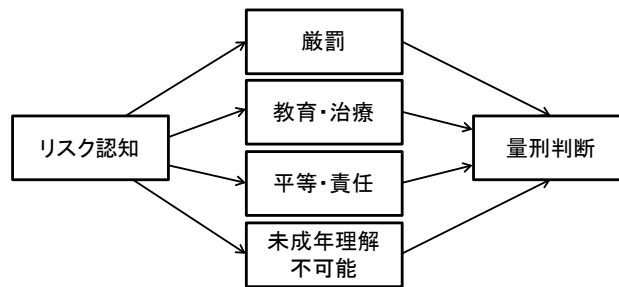 厳罰
教育・治療
リスク認知
量刑判断
平等・責任
未成年理解
不可能